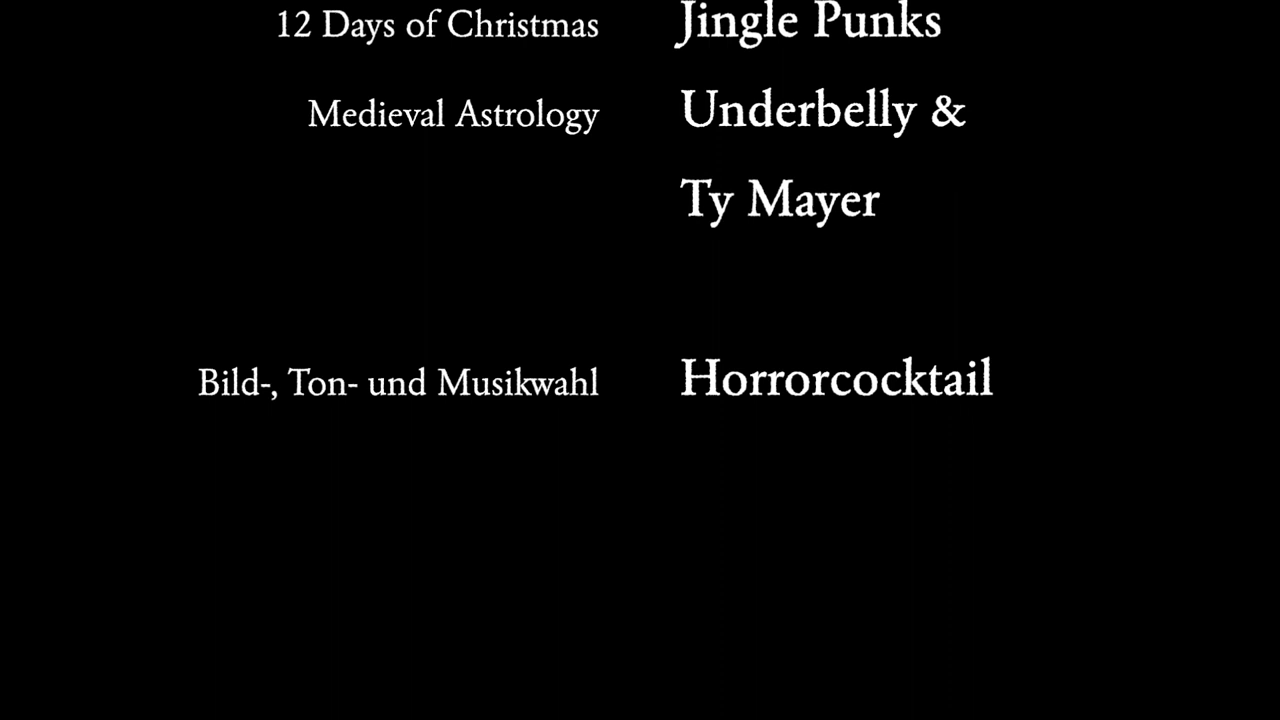 12 Days of Christmas Jingle Punks
Medieval Astrology Underbelly &
Ty Mayer
Bild-, Ton- und Musikwahl Horrorcocktail